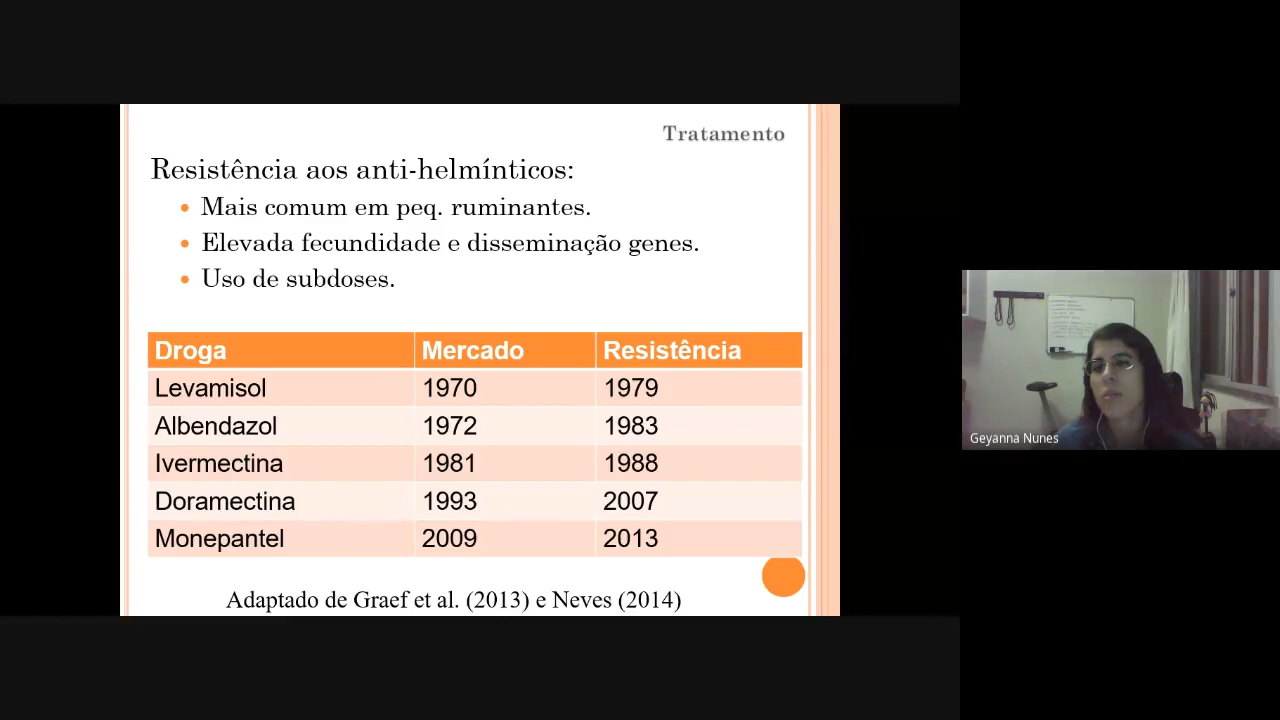 Tratamento
Resistência aos anti-helmínticos:
• Mais comum em peq. ruminantes.
• Elevada fecundidade e disseminação genes.
• Uso de subdoses.
Droga Mercado Resistência
Levamisol 1970 1979
Albendazol 1972 1983
Ivermectina 1981 1988
Doramectina 1993 2007
Monepantel 2009 2013
Adaptado de Graef et al. (2013) e Neves (2014)
Geyanna Nunes